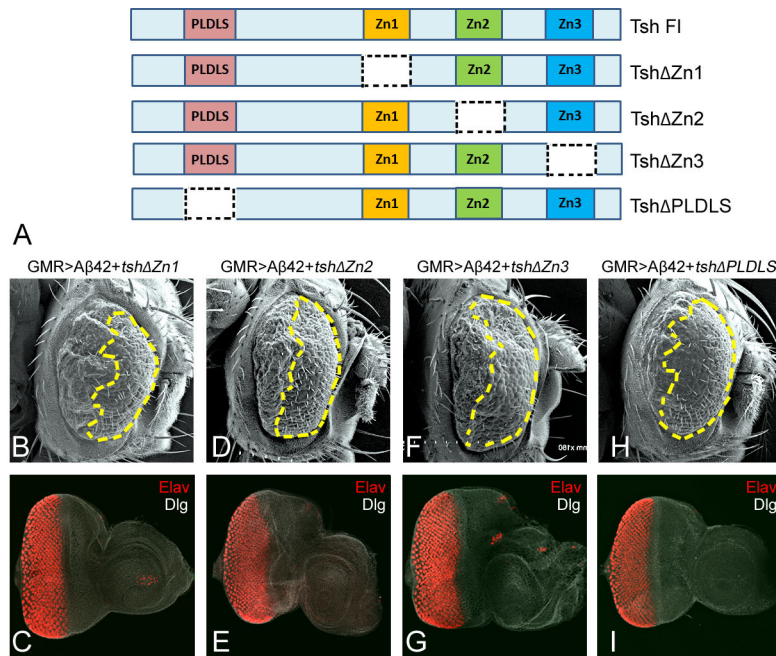 PLDLS Zn1 Zn2 Zn3 Tsh Fl
PLDLS Zn2 Zn3 TshΔZn1
PLDLS Zn1 Zn3 TshΔZn2
PLDLS Zn1 Zn2 TshΔZn3
Zn1 Zn2 Zn3 TshΔPLDLS
A
GMR>Aβ42+tshΔZn1 GMR>Aβ42+tshΔZn2 GMR>Aβ42+tshΔZn3 GMR>Aβ42+tshΔPLDLS
B D F H
Elav Elav Elav Elav
Dlg Dlg Dlg Dlg
C E G I